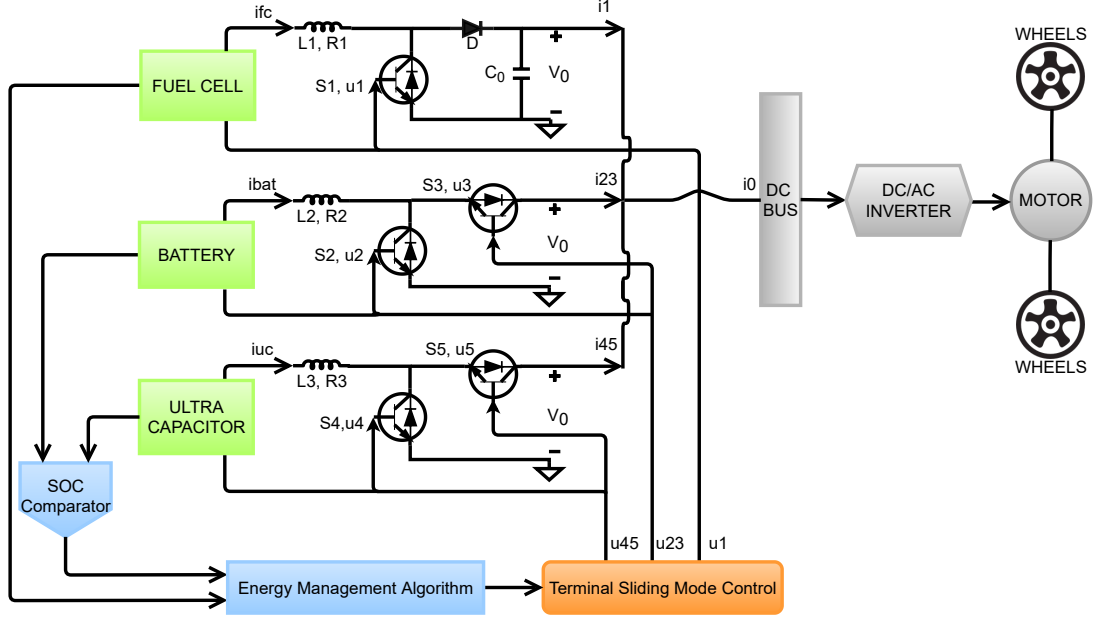 ifc
i1
L1, R1
D
WHEELS
FUEL CELL
S1, u1
C0
V0
ibat
S3, u3
i23
i0
DC
BUS
DC/AC
INVERTER
MOTOR
L2, R2
BATTERY
S2, u2
V0
iuc
S5, u5
i45
WHEELS
L3, R3
ULTRA
CAPACITOR
S4,u4
V0
SOC
Comparator
u45
u23
u1
Energy Management Algorithm
Terminal Sliding Mode Control